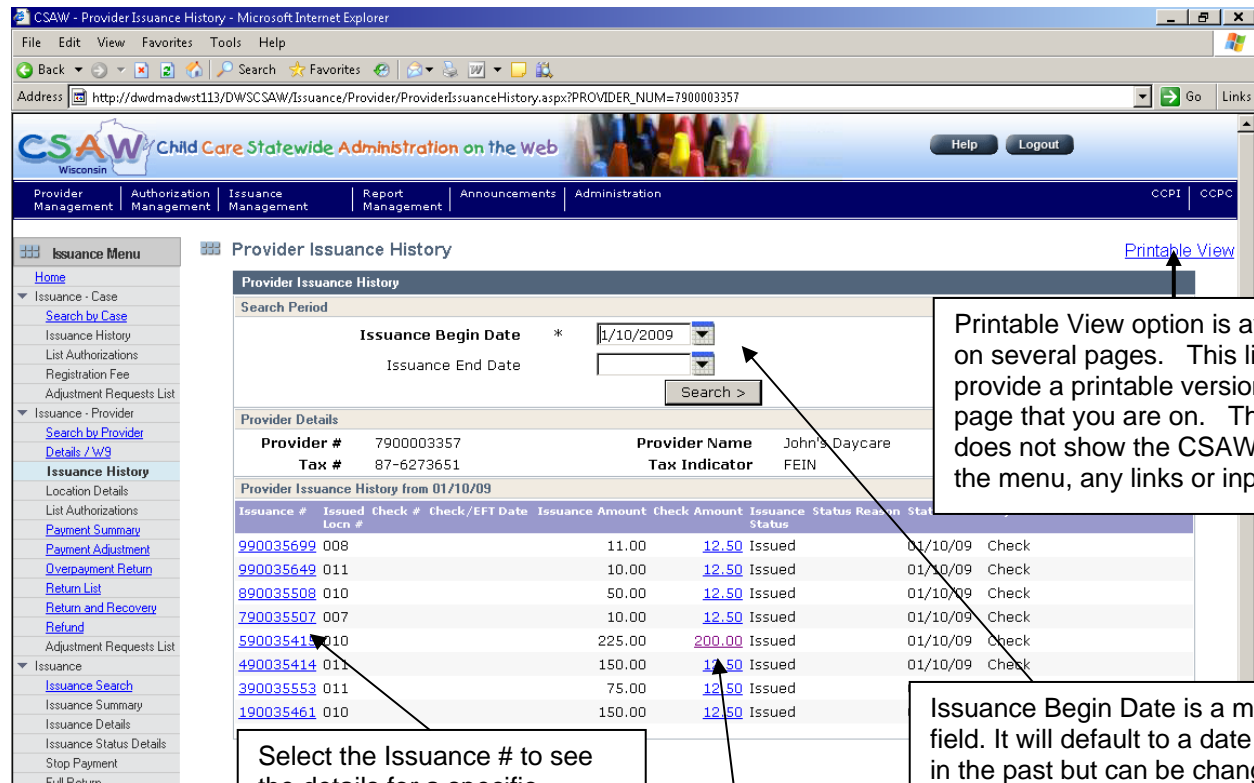 CSAW - Provider Issuance History - Microsoft Internet Explorer
File Edit View Favorites Tools Help
Back Search Favorites
Address http://dwdmadwst113/DWSCSAW/Issuance/Provider/ProviderIssuanceHistory.aspx?PROVIDER_NUM=7900003357 Go Links
CSAW Child Care Statewide Administration on the Web Help Logout
Wisconsin
Provider Management Authorization Management Issuance Management Report Management Announcements Administration CCPI CCPC
Issuance Menu
Home
Issuance - Case
Search by Case
Issuance History
List Authorizations
Registration Fee
Adjustment Requests List
Issuance - Provider
Search by Provider
Details / W9
Issuance History
Location Details
List Authorizations
Payment Summary
Payment Adjustment
Overpayment Return
Return List
Return and Recovery
Refund
Adjustment Requests List
Issuance
Issuance Search
Issuance Summary
Issuance Details
Issuance Status Details
Stop Payment
Full Return
Provider Issuance History Printable View
Provider Issuance History
Search Period
Issuance Begin Date * 1/10/2009
Issuance End Date
Search >
Provider Details
Provider # 7900003357 Provider Name John's Daycare
Tax # 87-6273651 Tax Indicator FEIN
Provider Issuance History from 01/10/09
Issuance # Issued Locn # Check # Check/EFT Date Issuance Amount Check Amount Issuance Status Status Reason
990035699 008 11.00 12.50 Issued 01/10/09 Check
990035649 011 10.00 12.50 Issued 01/10/09 Check
890035508 010 50.00 12.50 Issued 01/10/09 Check
790035507 007 10.00 12.50 Issued 01/10/09 Check
590035415 010 225.00 200.00 Issued 01/10/09 Check
490035414 011 150.00 12.50 Issued 01/10/09 Check
390035553 011 75.00 12.50 Issued
190035461 010 150.00 12.50 Issued
Printable View option is a
on several pages. This li
provide a printable version
page that you are on. Th
does not show the CSAW
the menu, any links or inp
Issuance Begin Date is a m
field. It will default to a date
in the past but can be chang
Select the Issuance # to see
the details for a specific